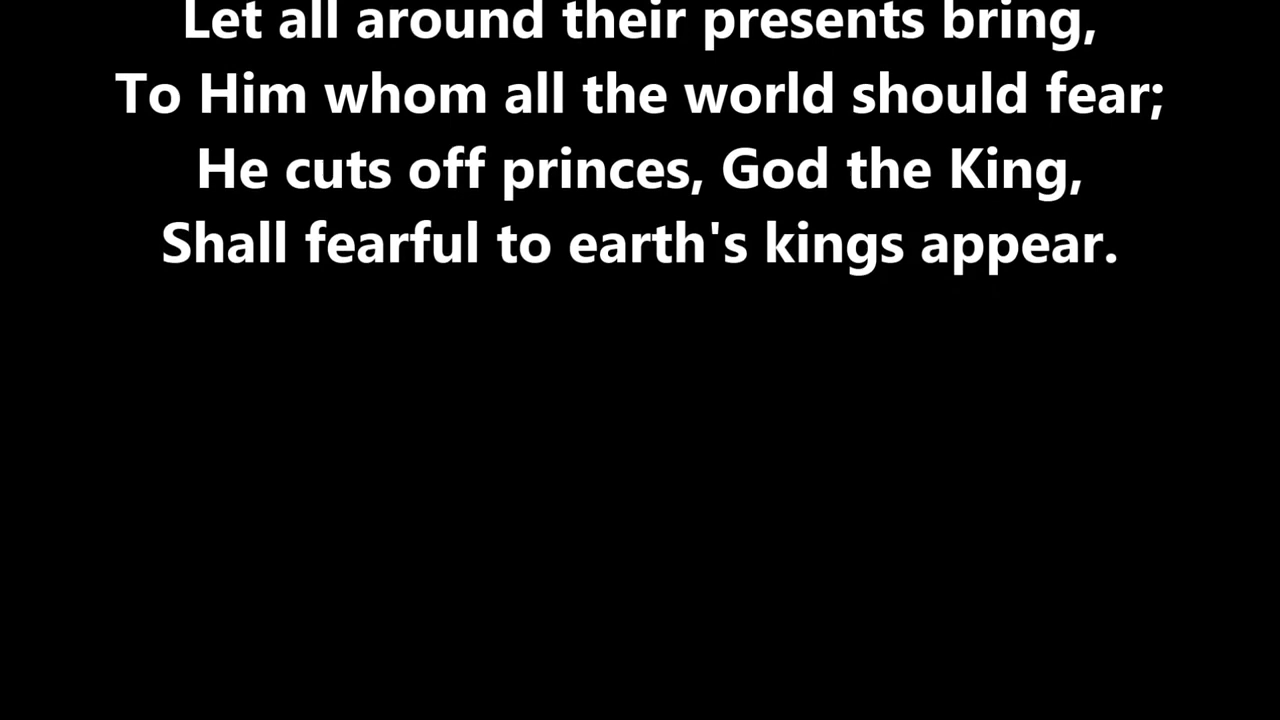 Let all around their presents bring,
To Him whom all the world should fear;
He cuts off princes, God the King,
Shall fearful to earth's kings appear.